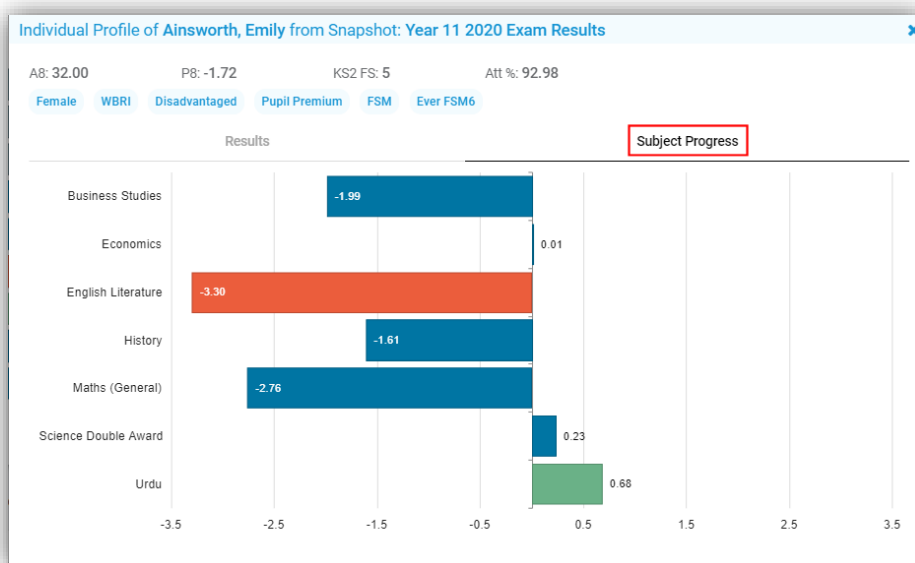 Individual Profile of Ainsworth, Emily from Snapshot: Year 11 2020 Exam Results
A8: 32.00 P8: -1.72 KS2 FS: 5 Att %: 92.98
Female WBRI Disadvantaged Pupil Premium FSM Ever FSM6
Results Subject Progress
Business Studies -1.99
Economics 0.01
English Literature -3.30
History -1.61
Maths (General) -2.76
Science Double Award 0.23
Urdu 0.68
-3.5 -2.5 -1.5 -0.5 0.5 1.5 2.5 3.5